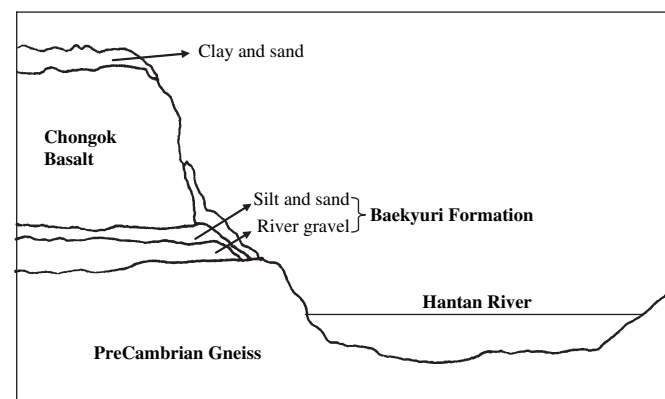 Clay and sand
Chongok
Basalt
Silt and sand
River gravel
Baekyuri Formation
Hantan River
PreCambrian Gneiss